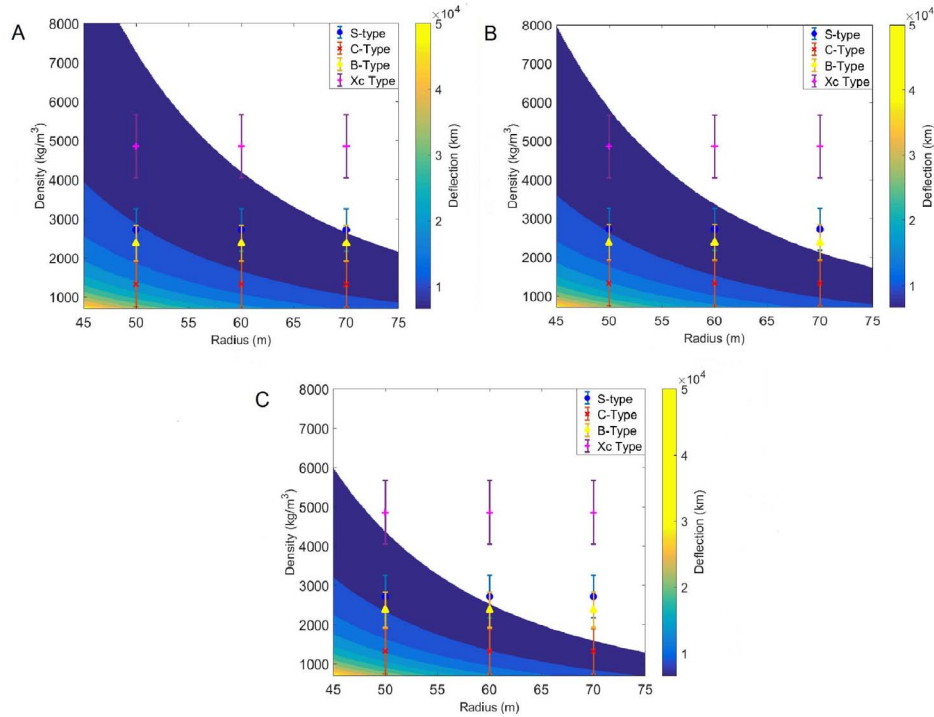 A
8000
7000
6000
5000
4000
3000
2000
1000
Density (kg/m³)
45 50 55 60 65 70 75
Radius (m)
S-type
C-Type
B-Type
Xc Type
×10⁴
5
4
3
2
1
Deflection (km)
B
8000
7000
6000
5000
4000
3000
2000
1000
Density (kg/m³)
45 50 55 60 65 70 75
Radius (m)
S-type
C-Type
B-Type
Xc Type
×10⁴
5
4
3
2
1
Deflection (km)
C
8000
7000
6000
5000
4000
3000
2000
1000
Density (kg/m³)
45 50 55 60 65 70 75
Radius (m)
S-type
C-Type
B-Type
Xc Type
×10⁴
5
4
3
2
1
Deflection (km)